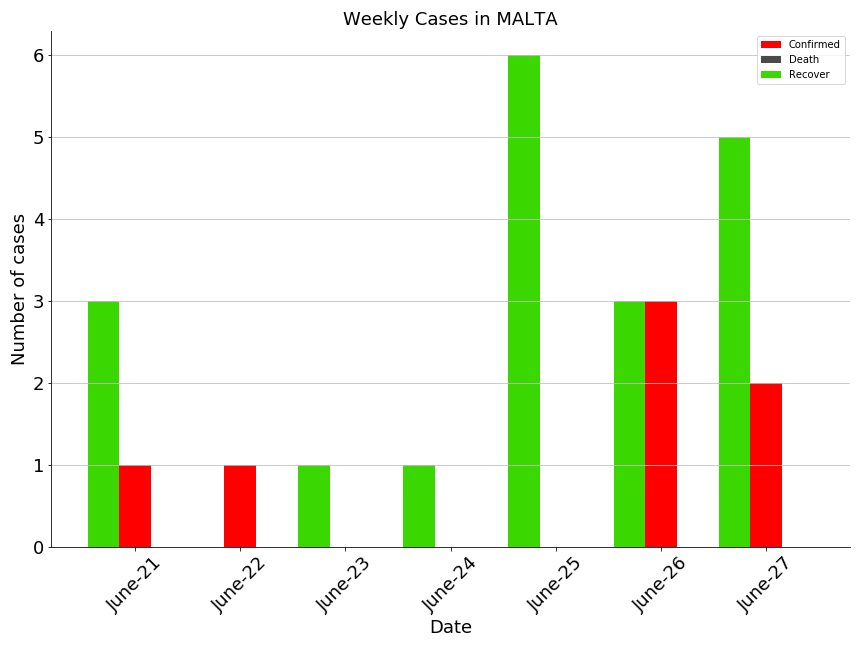 Weekly Cases in MALTA
Confirmed
Death
Recover
Number of cases
6
5
4
3
2
1
0
June-21
June-22
June-23
June-24
June-25
June-26
June-27
Date